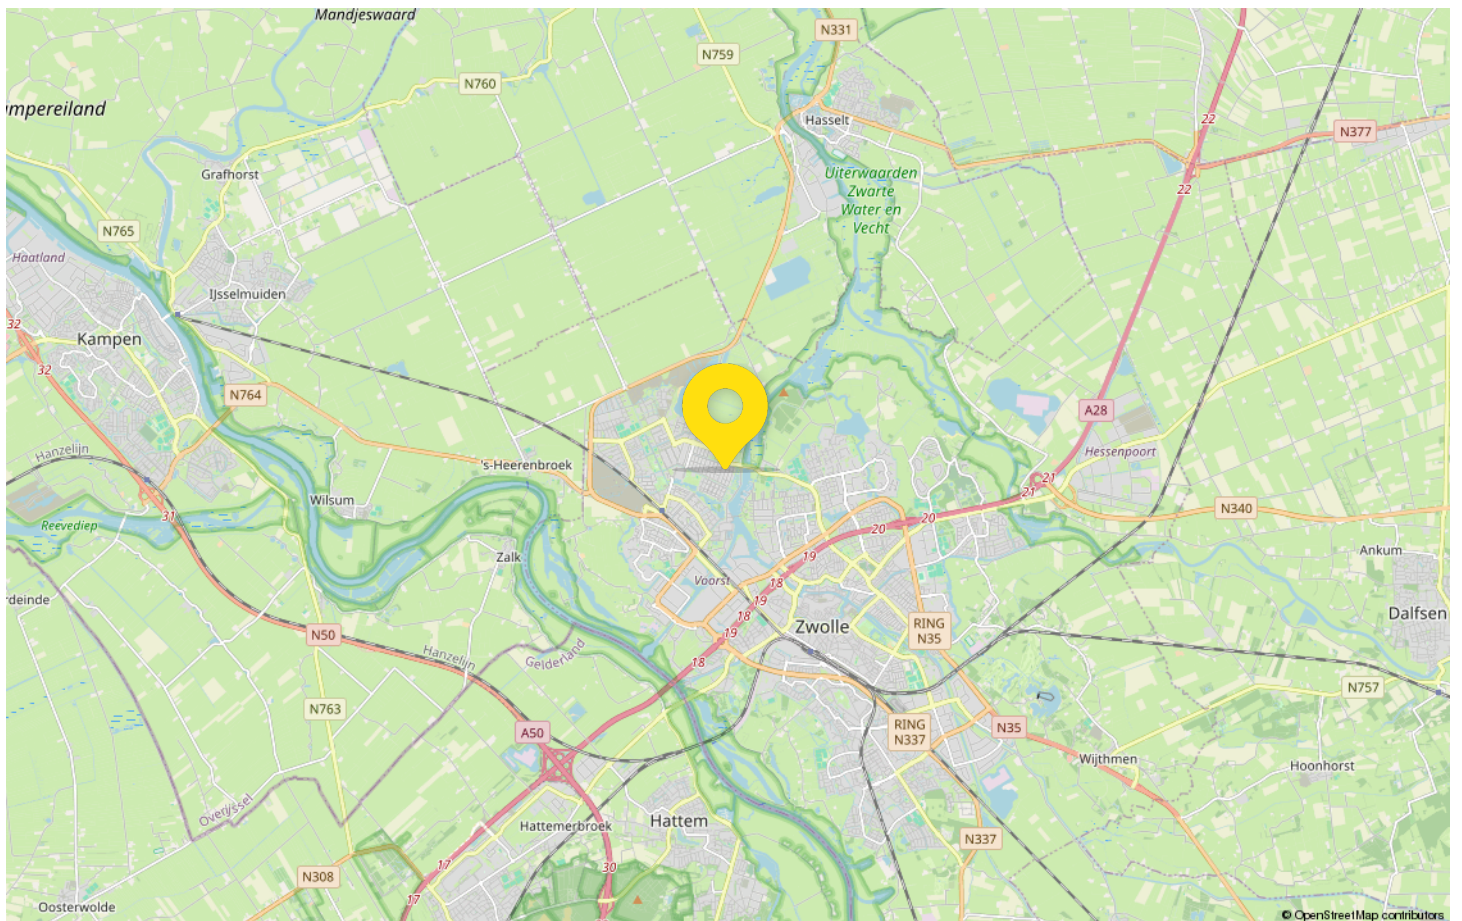 Mandjeswaard
N331
N759
N760
mpereiland
Hasselt
22
N377
Grafhorst
Uiterwaarden
Zwarte
Water en
Vecht
22
N765
Haatland
IJsselmuiden
32
Kampen
32
N764
A28
Hanzelijn
's-Heerenbroek
Hessenpoort
21
21
Wilsum
31
Reevediep
20
20
N340
Zalk
19
Ankum
Voorst
18
19
18
rdeinde
Dalfsen
Zwolle
RING
N35
N50
19
Hanzelijn
Gelderland
18
N757
N763
RING
N337
N35
A50
Wijthmen
Hoonhorst
Overijssel
Hattemerbroek
Hattem
N337
17
30
N308
17
Oosterwolde
© OpenStreetMap contributors